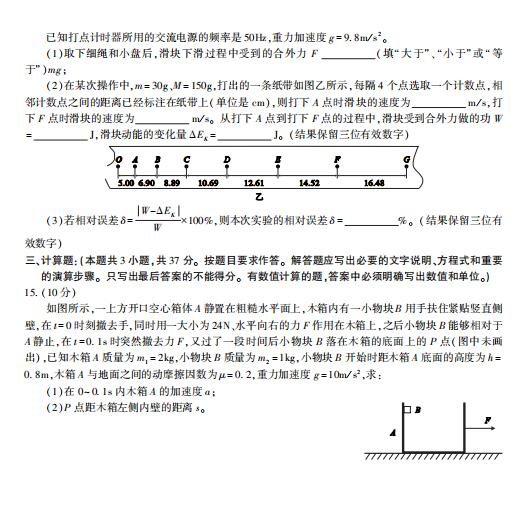 已知打点计时器所用的交流电源的频率是50Hz,重力加速度g=9.8m/s²。
(1)取下细绳和小盘后,滑块下滑过程中受到的合外力F________(填“大于”、“小于”或“等
于”)mg;
(2)在某次操作中,m=30g、M=150g,打出的一条纸带如图乙所示,每隔4个点选取一个计数点,相
邻计数点之间的距离已经标注在纸带上(单位是cm),则打下A点时滑块的速度为________m/s,打
下F点时滑块的速度为________m/s。从打下A点到打下F点的过程中,滑块受到合外力做的功W
=________J,滑块动能的变化量ΔE_K=________J。(结果保留三位有效数字)
O A B C D E F G
5.00 6.90 8.89 10.69 12.61 14.52 16.48
乙
(3)若相对误差δ=|W-ΔE_K|/W×100%,则本次实验的相对误差δ=________%。(结果保留三位有
效数字)
三、计算题:(本题共3小题,共37分。按题目要求作答。解答题应写出必要的文字说明、方程式和重要
的演算步骤。只写出最后答案的不能得分。有数值计算的题,答案中必须明确写出数值和单位。)
15.(10分)
如图所示,一上方开口空心箱体A静置在粗糙水平面上,木箱内有一小物块B用手扶住紧贴竖直侧
壁,在t=0时刻撤去手,同时用一大小为24N、水平向右的力F作用在木箱上,之后小物块B能够相对于
A静止,在t=0.1s时突然撤去力F,又过了一段时间后小物块B落在木箱的底面上的P点(图中未画
出),已知木箱A质量为m₁=2kg,小物块B质量为m₂=1kg,小物块B开始时距木箱A底面的高度为h=
0.8m,木箱A与地面之间的动摩擦因数为μ=0.2,重力加速度g=10m/s²,求:
(1)在0~0.1s内木箱A的加速度a;
(2)P点距木箱左侧内壁的距离s。
B
F
A